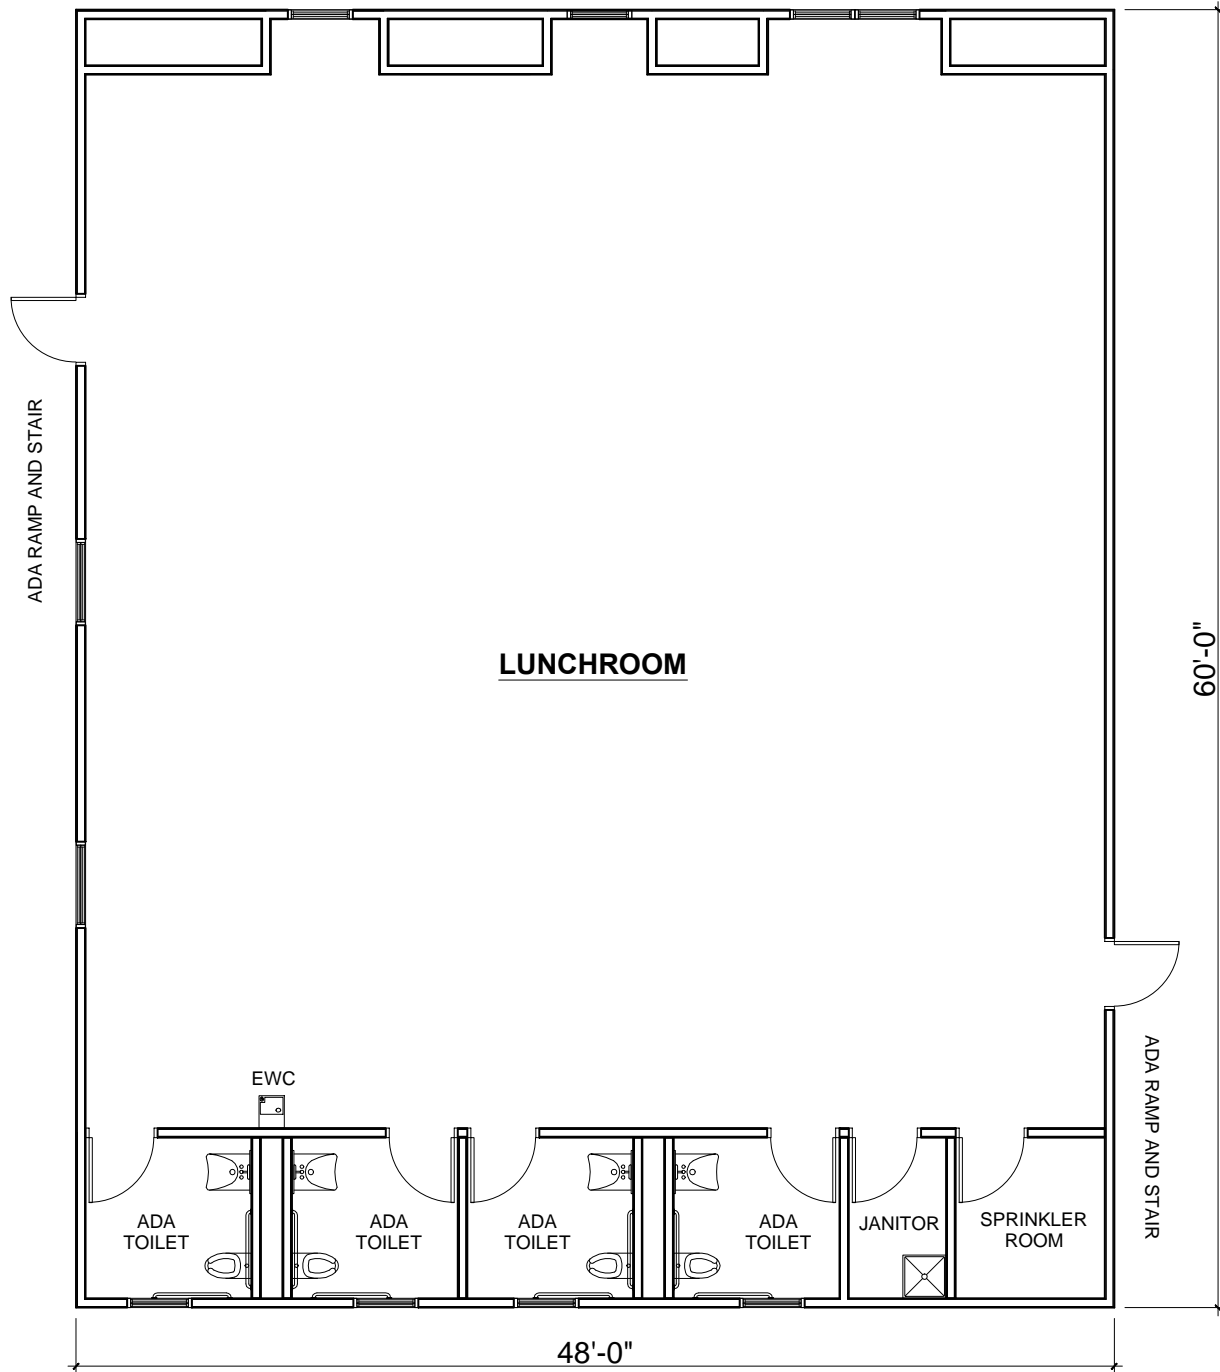 ADA RAMP AND STAIR
LUNCHROOM
60'-0"
EWC
ADA RAMP AND STAIR
ADA
TOILET
ADA
TOILET
ADA
TOILET
ADA
TOILET
JANITOR
SPRINKLER
ROOM
48'-0"